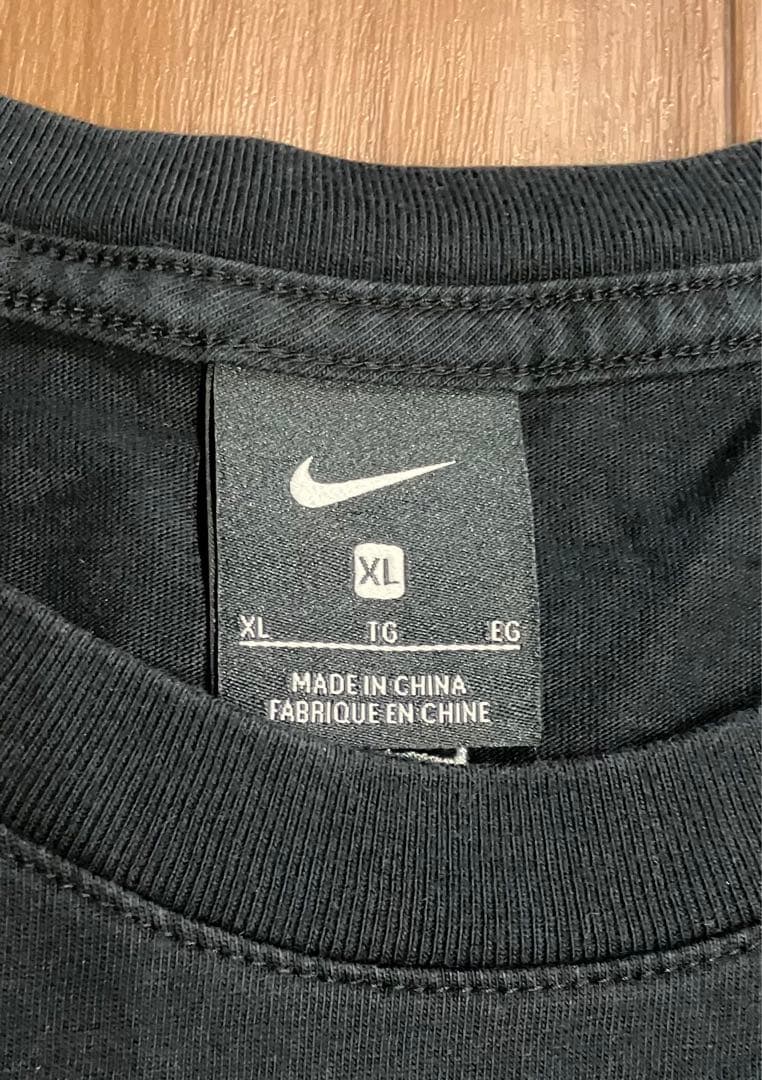 XL
XL TG EG
MADE IN CHINA
FABRIQUE EN CHINE